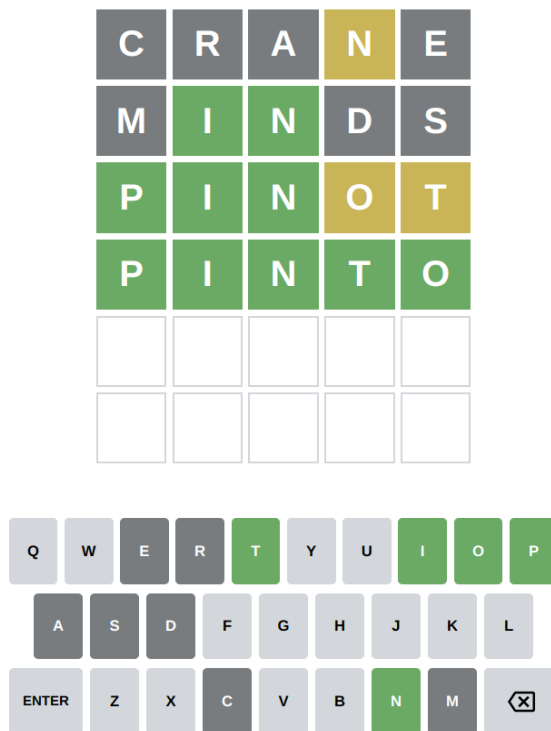 C R A N E
M I N D S
P I N O T
P I N T O
Q W E R T Y U I O P
A S D F G H J K L
ENTER Z X C V B N M